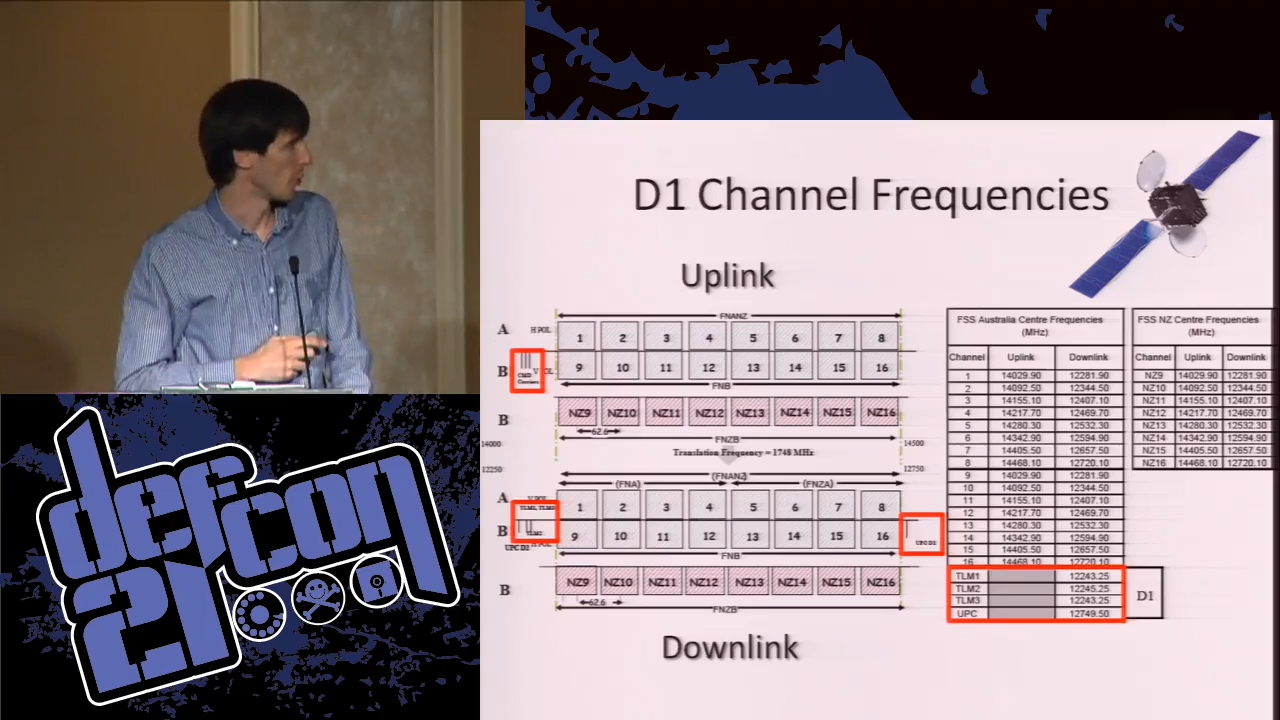 D1 Channel Frequencies
Uplink
FNANZ
A H POL 1 2 3 4 5 6 7 8
B CMD Carriers V 9 10 11 12 13 14 15 16
FNB
B NZ9 NZ10 NZ11 NZ12 NZ13 NZ14 NZ15 NZ16
62.6
FNZB
14000 14500
Translation Frequency = 1748 MHz
12250 12750
(FNANZ)
(FNA) (FNZA)
A V POL 1 2 3 4 5 6 7 8
B 9 10 11 12 13 14 15 16
FNB
B NZ9 NZ10 NZ11 NZ12 NZ13 NZ14 NZ15 NZ16
62.6
FNZB
Downlink
FSS Australia Centre Frequencies
(MHz)
Channel Uplink Downlink
1 14029.90 12281.90
2 14092.50 12344.50
3 14155.10 12407.10
4 14217.70 12469.70
5 14280.30 12532.30
6 14342.90 12594.90
7 14405.50 12657.50
8 14468.10 12720.10
9 14029.90 12281.90
10 14092.50 12344.50
11 14155.10 12407.10
12 14217.70 12469.70
13 14280.30 12532.30
14 14342.90 12594.90
15 14405.50 12657.50
16 14468.10 12720.10
TLM1 12243.25
TLM2 12245.25
TLM3 12243.25
UPC 12749.50
D1
FSS NZ Centre Frequencies
(MHz)
Channel Uplink Downlink
NZ9 14029.90 12281.90
NZ10 14092.50 12344.50
NZ11 14155.10 12407.10
NZ12 14217.70 12469.70
NZ13 14280.30 12532.30
NZ14 14342.90 12594.90
NZ15 14405.50 12657.50
NZ16 14468.10 12720.10
defcon
21